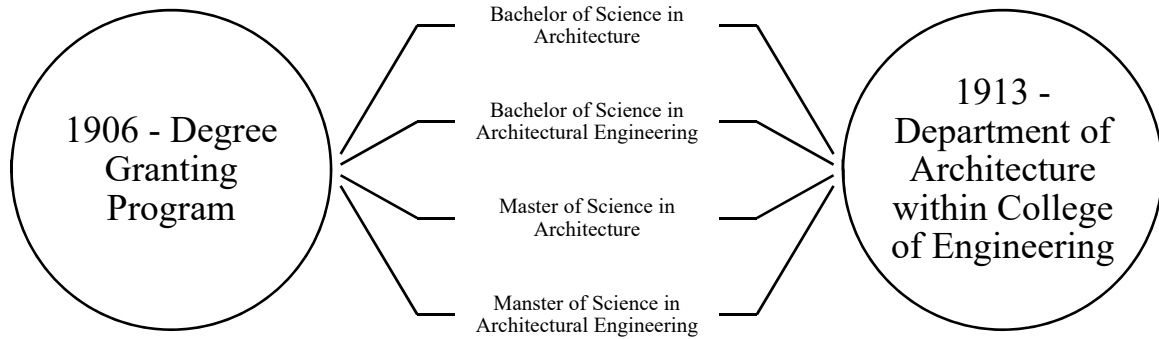 1906 - Degree
Granting
Program
Bachelor of Science in
Architecture
Bachelor of Science in
Architectural Engineering
Master of Science in
Architecture
Manster of Science in
Architectural Engineering
1913 -
Department of
Architecture
within College
of Engineering